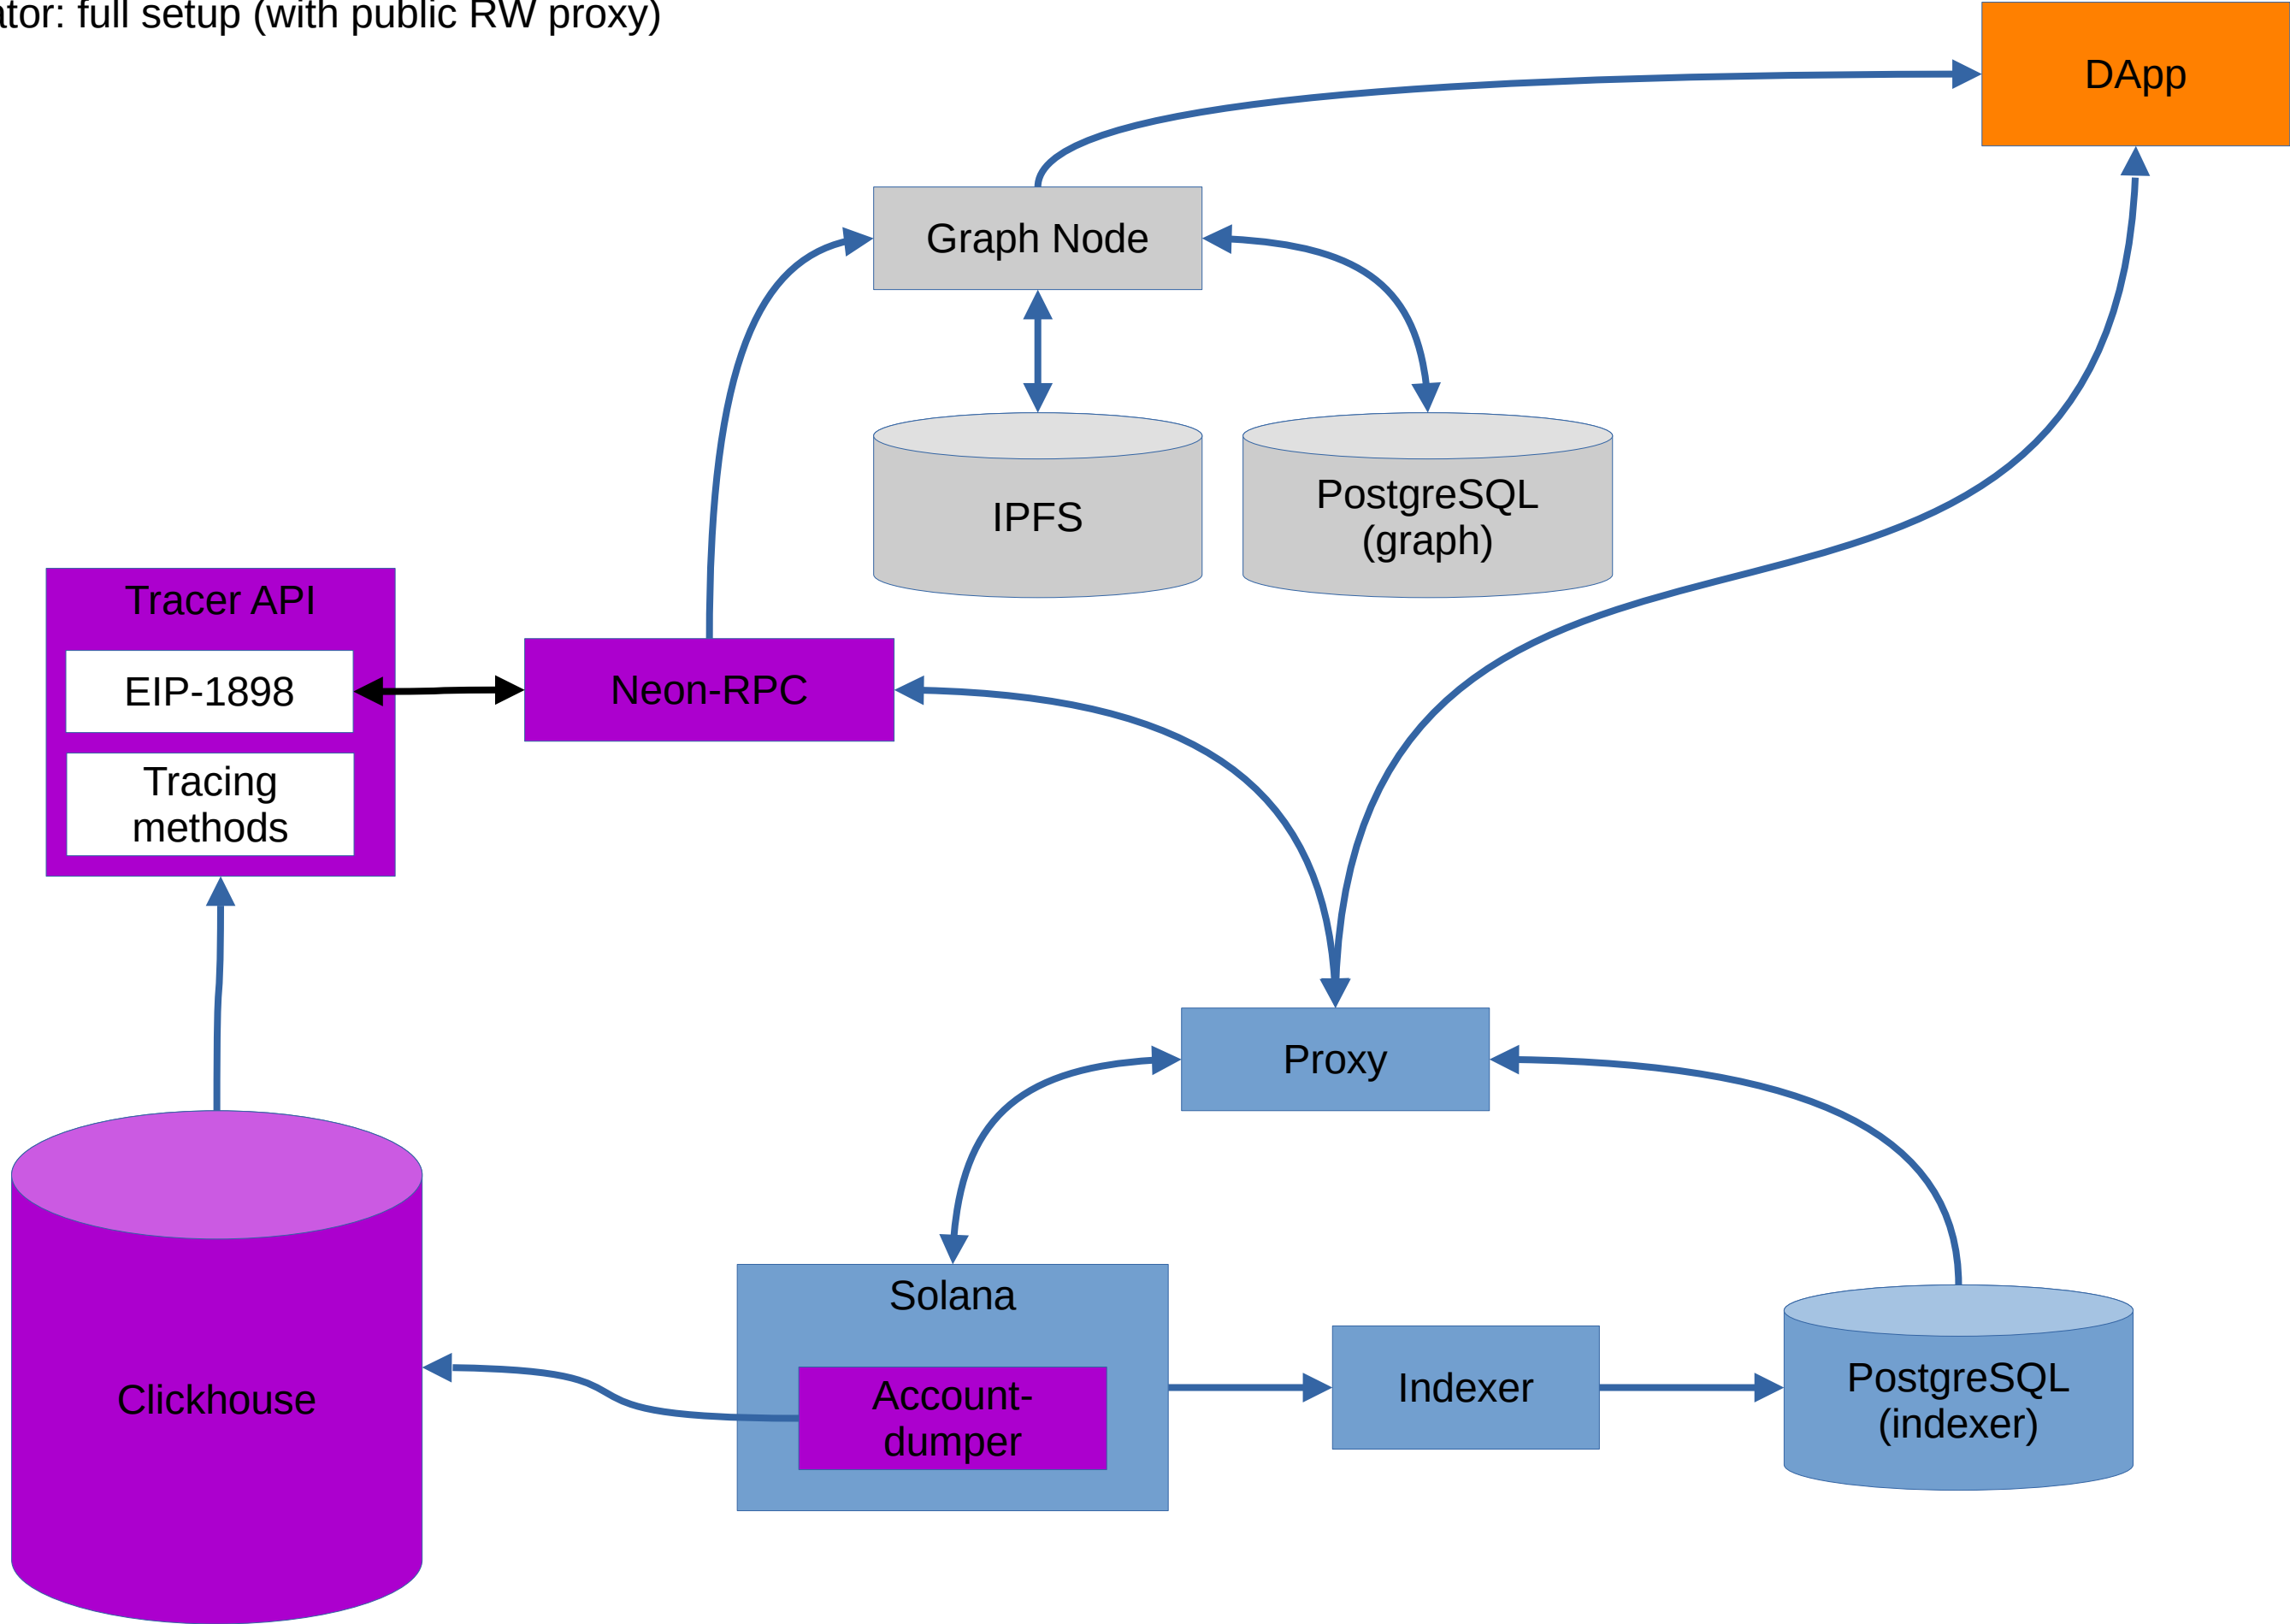 full setup (with public RW proxy)
DApp
Graph Node
IPFS
PostgreSQL
(graph)
Tracer API
EIP-1898
Neon-RPC
Tracing
methods
Proxy
Solana
Account-
dumper
Indexer
PostgreSQL
(indexer)
Clickhouse